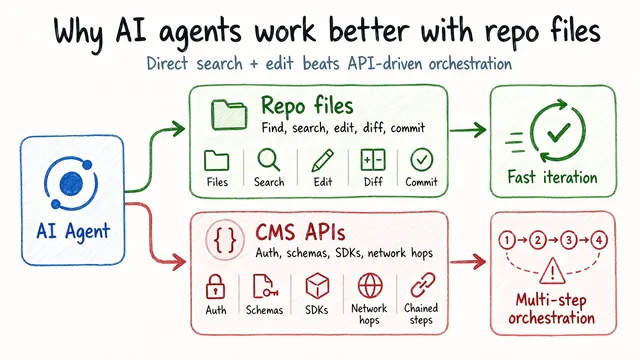 Why AI agents work better with repo files
Direct search + edit beats API-driven orchestration
AI Agent
Repo files
Find, search, edit, diff, commit
Files
Search
Edit
Diff
Commit
Fast iteration
{ }
CMS APIs
Auth, schemas, SDKs, network hops
Auth
Schemas
SDKs
Network
hops
Chained
steps
1 → 2 → 3 → 4
!
Multi-step
orchestration